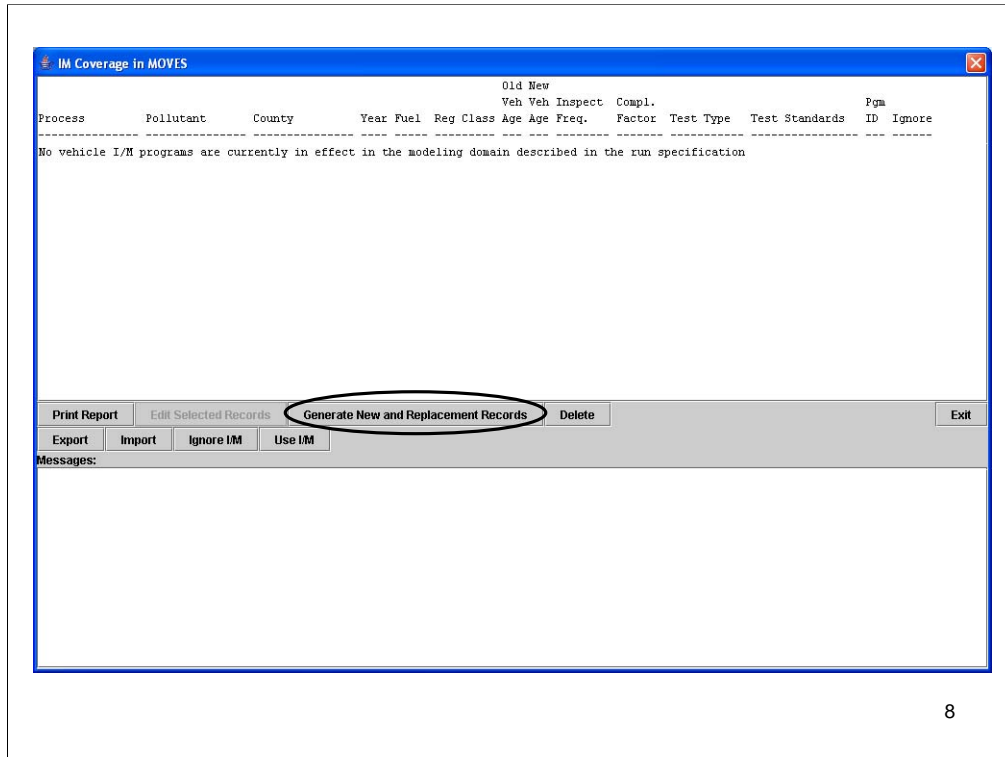 IM Coverage in MOVES
Old New
Veh Veh Inspect Compl. Pgm
Process Pollutant County Year Fuel Reg Class Age Age Freq. Factor Test Type Test Standards ID Ignore
No vehicle I/M programs are currently in effect in the modeling domain described in the run specification
Print Report Edit Selected Records Generate New and Replacement Records Delete Exit
Export Import Ignore I/M Use I/M
Messages:
8